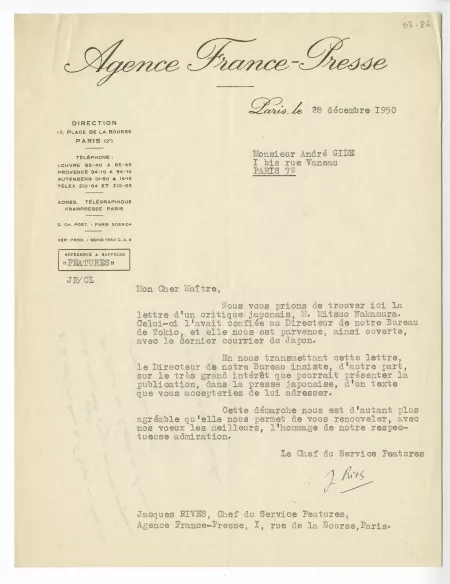 07-86
Agence France-Presse
Paris, le 28 décembre 1950
DIRECTION
13, PLACE DE LA BOURSE
PARIS (2e)
TÉLÉPHONE:
LOUVRE 65-40 A 65-48
PROVENCE 94-10 A 94-14
GUTENBERG 51-80 A 14-18
TELEX 210-64 ET 210-65
ADRES. TÉLÉGRAPHIQUE
FRANPRESSE PARIS
C. CH. POST. : PARIS
RÉFÉRENCE A RAPPELER
"FEATURES"
JR/CL
Monsieur André GIDE
I bis rue Vaneau
PARIS 7e
Mon Cher Maître,
Nous vous prions de trouver ici la
lettre d'un critique japonais, M. Mitsuo Nakamura.
Celui-ci l'avait confiée au Directeur de notre Bureau
de Tokio, et elle nous est parvenue, ainsi ouverte,
avec le dernier courrier du Japon.
En nous transmettant cette lettre,
le Directeur de notre Bureau insiste, d'autre part,
sur le très grand intérêt que pourrait présenter la
publication, dans la presse japonaise, d'un texte
que vous accepteries de lui adresser.
Cette démarche nous est d'autant plus
agréable qu'elle nous permet de vous renouveler, avec
nos voeux les meilleurs, l'hommage de notre respec-
tueuse admiration.
Le Chef du Service Features
J. Rives
Jacques RIVES, Chef du Service Features,
Agence France-Presse, I, rue de la Bourse,Paris.